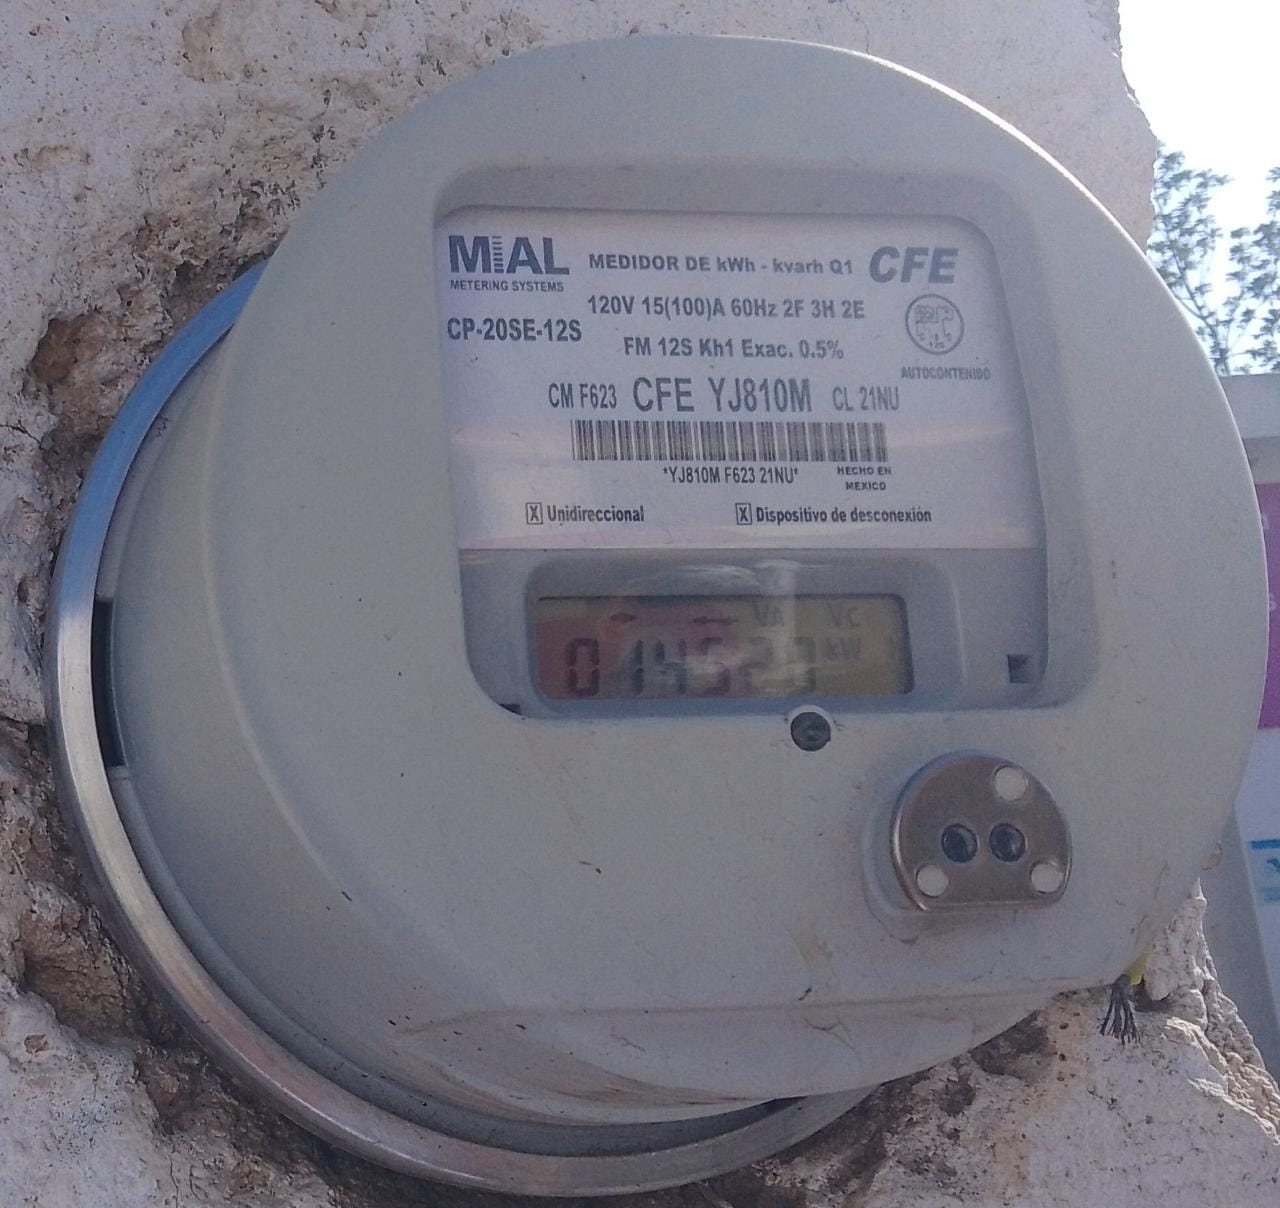 MIAL
METERING SYSTEMS
MEDIDOR DE kWh - kvarh Q1
CFE
120V 15(100)A 60Hz 2F 3H 2E
CP-20SE-12S
FM 12S Kh1 Exac. 0.5%
AUTOCONTENIDO
CM F623 CFE YJ810M CL 21NU
*YJ810M F623 21NU*
HECHO EN
MEXICO
X Unidireccional
X Dispositivo de desconexión
VA VC
kW